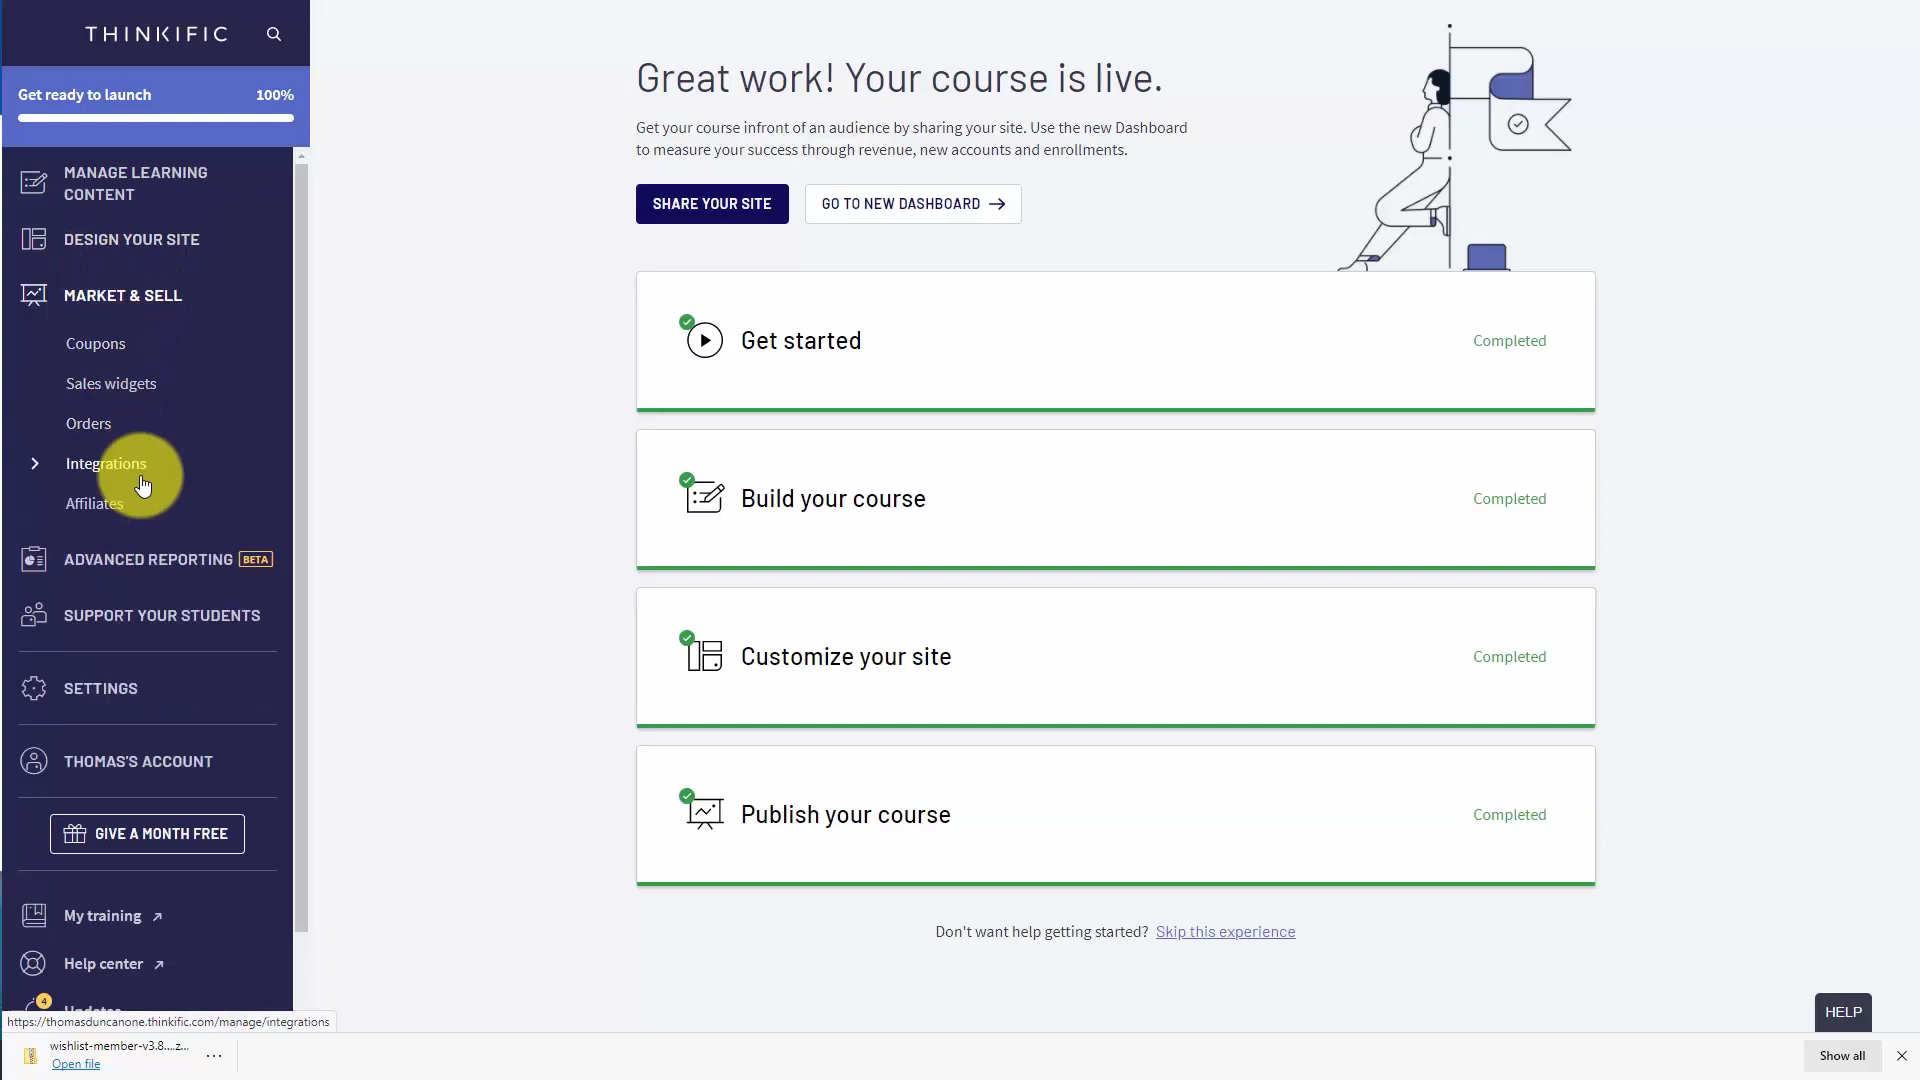 THINKIFIC
Get ready to launch 100%
MANAGE LEARNING
CONTENT
DESIGN YOUR SITE
MARKET & SELL
Coupons
Sales widgets
Orders
Integrations
Affiliates
ADVANCED REPORTING BETA
SUPPORT YOUR STUDENTS
SETTINGS
THOMAS'S ACCOUNT
GIVE A MONTH FREE
My training
Help center
4
Updates
https://thomasduncanone.thinkific.com/manage/integrations
Great work! Your course is live.
Get your course infront of an audience by sharing your site. Use the new Dashboard
to measure your success through revenue, new accounts and enrollments.
SHARE YOUR SITE GO TO NEW DASHBOARD →
Get started Completed
Build your course Completed
Customize your site Completed
Publish your course Completed
Don't want help getting started? Skip this experience
HELP
wishlist-member-v3.8....z...
Open file
Show all